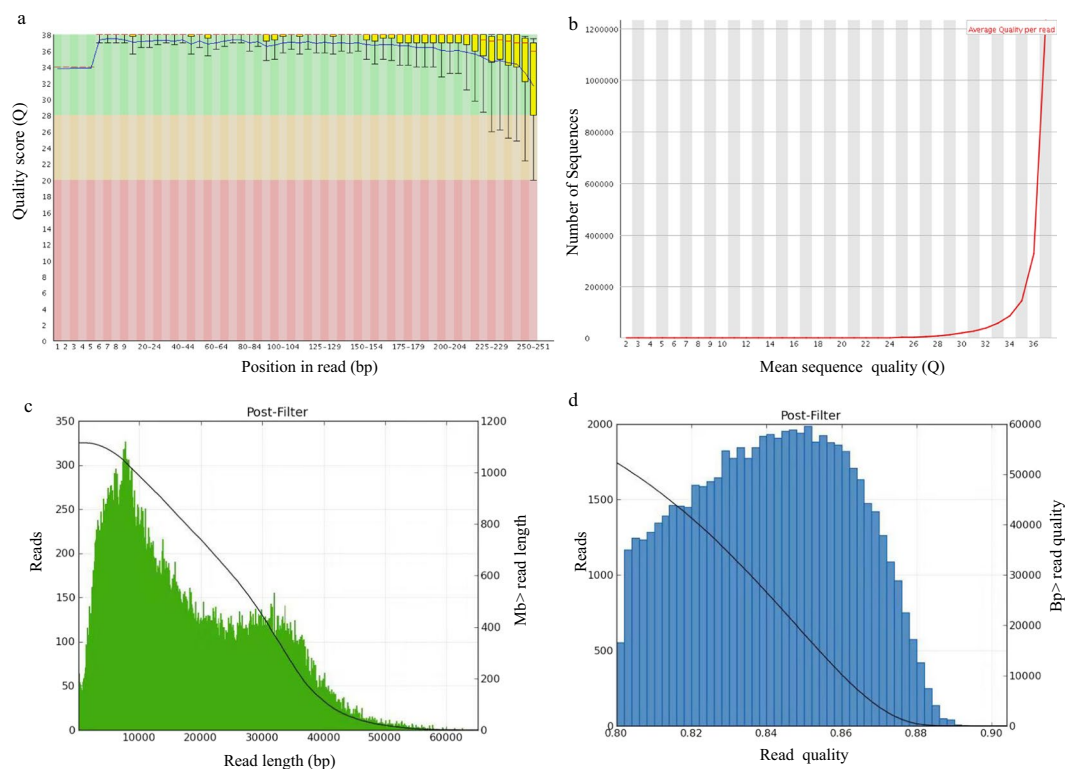 a
38
36
34
32
30
28
26
24
22
20
18
16
14
12
10
8
6
4
2
0
Quality score (Q)
1 2 3 4 5 6 7 8 9 20-24 40-44 60-64 80-84 100-104 125-129 150-154 175-179 200-204 225-229 250-251
Position in read (bp)
b
1200000
1000000
800000
600000
400000
200000
0
Number of Sequences
Average Quality per read
2 3 4 5 6 7 8 9 10 12 14 16 18 20 22 24 26 28 30 32 34 36
Mean sequence quality (Q)
c
Post-Filter
350
300
250
200
150
100
50
0
Reads
1200
1000
800
600
400
200
0
Mb> read length
10000 20000 30000 40000 50000 60000
Read length (bp)
d
Post-Filter
2000
1500
1000
500
0
Reads
60000
50000
40000
30000
20000
10000
0
Bp> read quality
0.80 0.82 0.84 0.86 0.88 0.90
Read quality